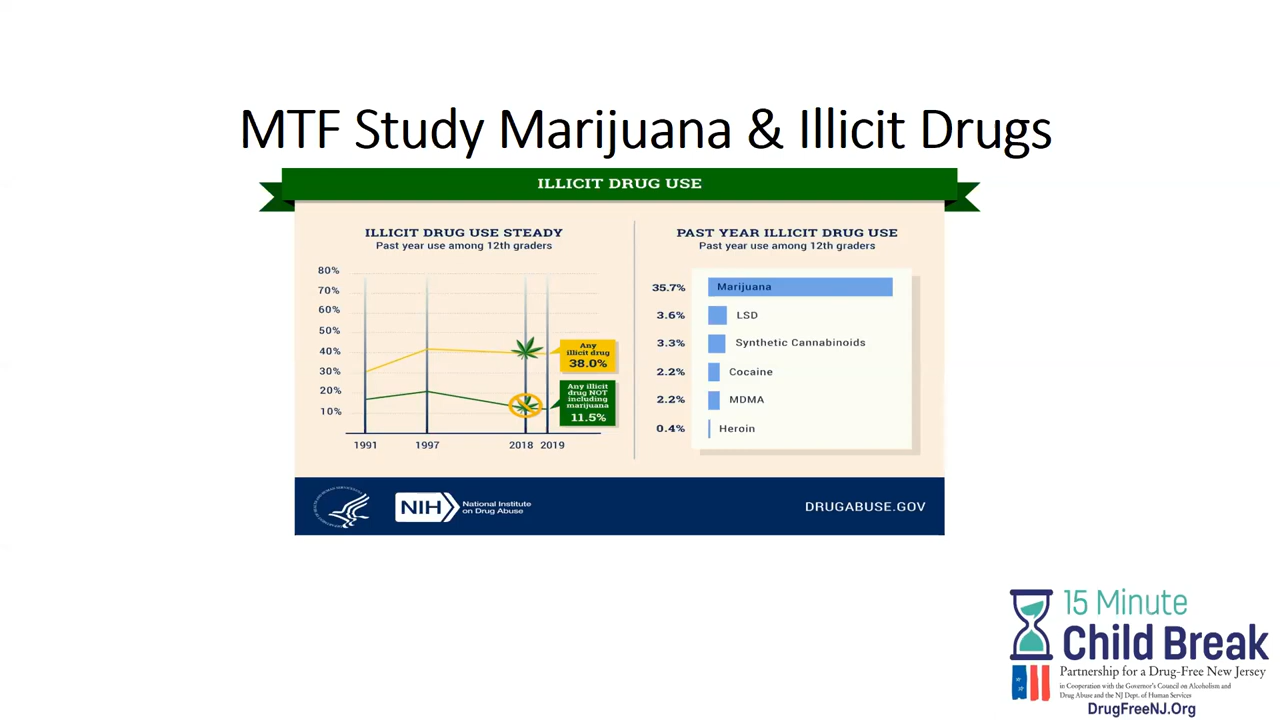 MTF Study Marijuana & Illicit Drugs
ILLICIT DRUG USE
ILLICIT DRUG USE STEADY
Past year use among 12th graders
80%
70%
60%
50%
40%
30%
20%
10%
1991
1997
2018
2019
Any
illicit drug
38.0%
Any illicit
drug NOT
including
marijuana
11.5%
PAST YEAR ILLICIT DRUG USE
Past year use among 12th graders
35.7% Marijuana
3.6% LSD
3.3% Synthetic Cannabinoids
2.2% Cocaine
2.2% MDMA
0.4% Heroin
NIH National Institute
on Drug Abuse
DRUGABUSE.GOV
15 Minute
Child Break
Partnership for a Drug-Free New Jersey
in Cooperation with the Governor's Council on Alcoholism and
Drug Abuse and the NJ Dept. of Human Services
DrugFreeNJ.Org